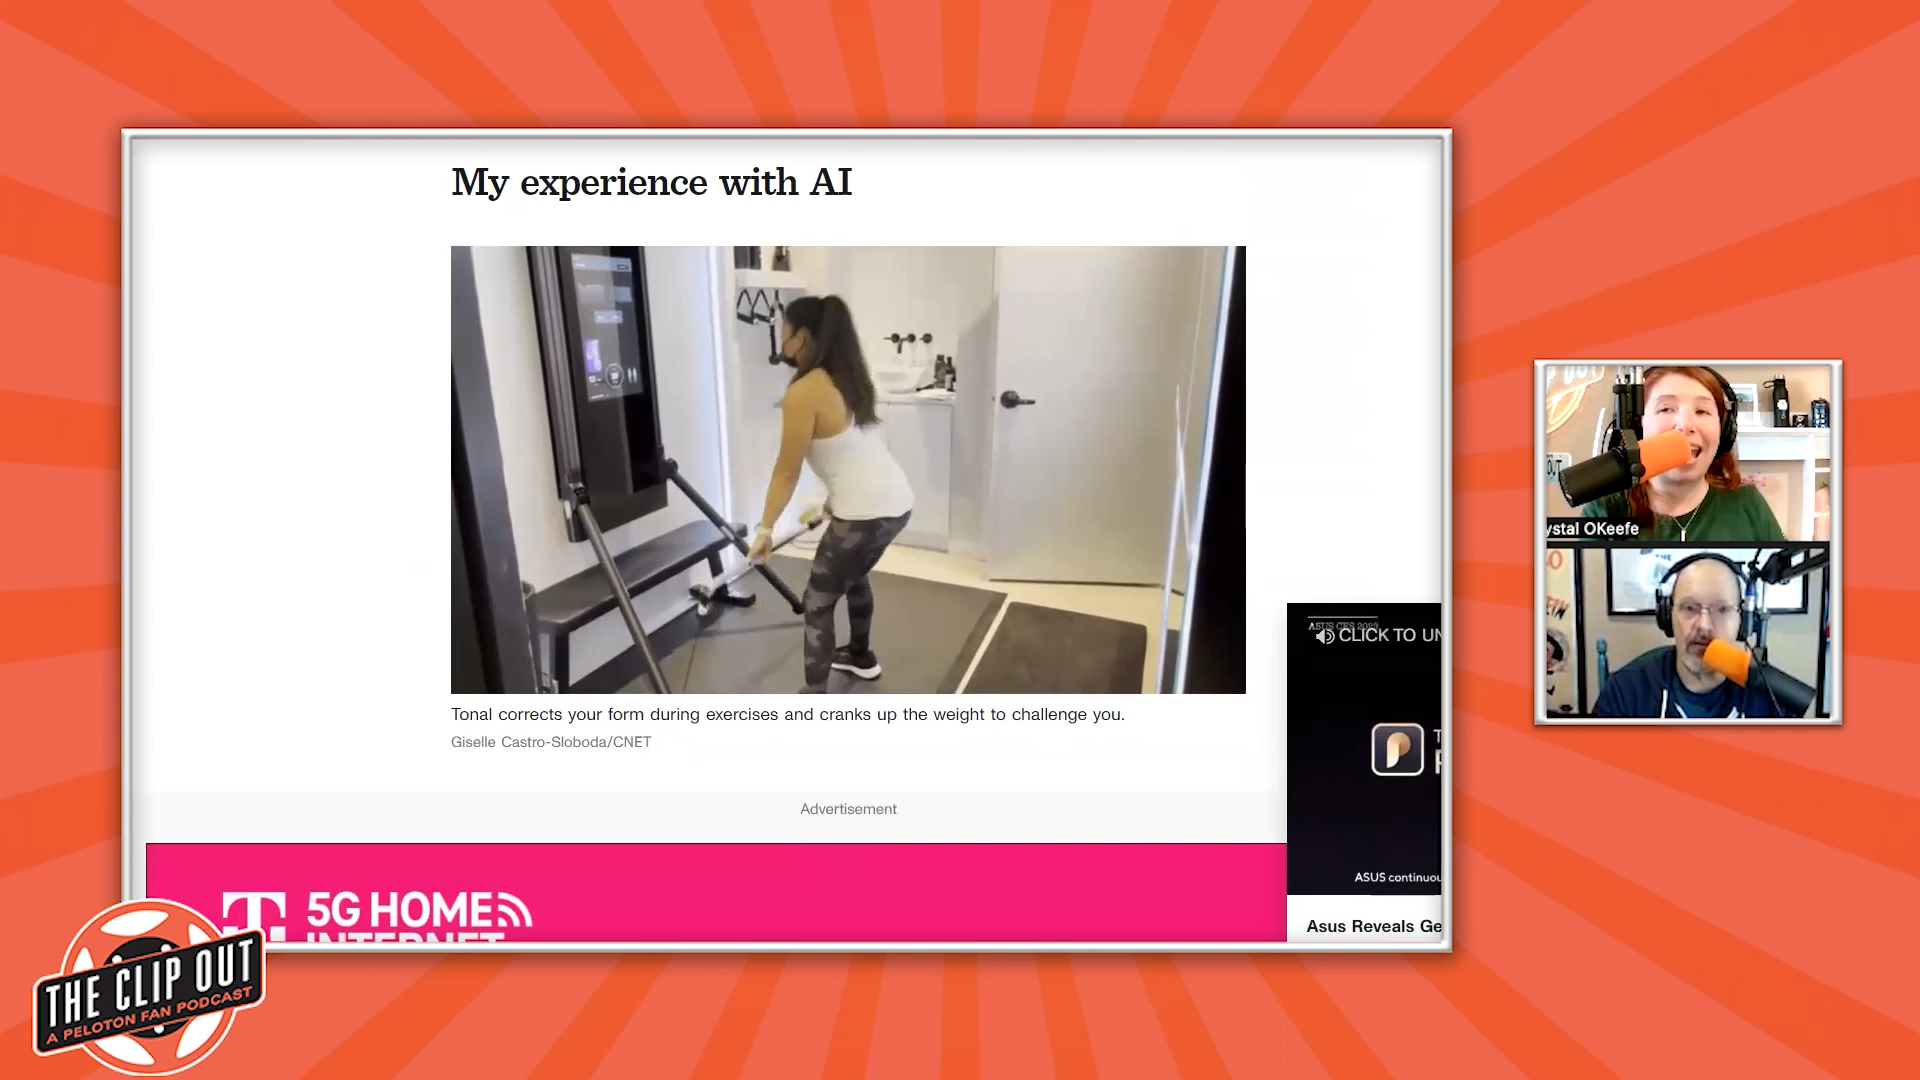 My experience with AI
Tonal corrects your form during exercises and cranks up the weight to challenge you.
Giselle Castro-Sloboda/CNET
Advertisement
T 5G HOME
INTERNET
CLICK TO UN
ASUS continuou
Asus Reveals Ge
ystal OKeefe
THE CLIP OUT
A PELOTON FAN PODCAST